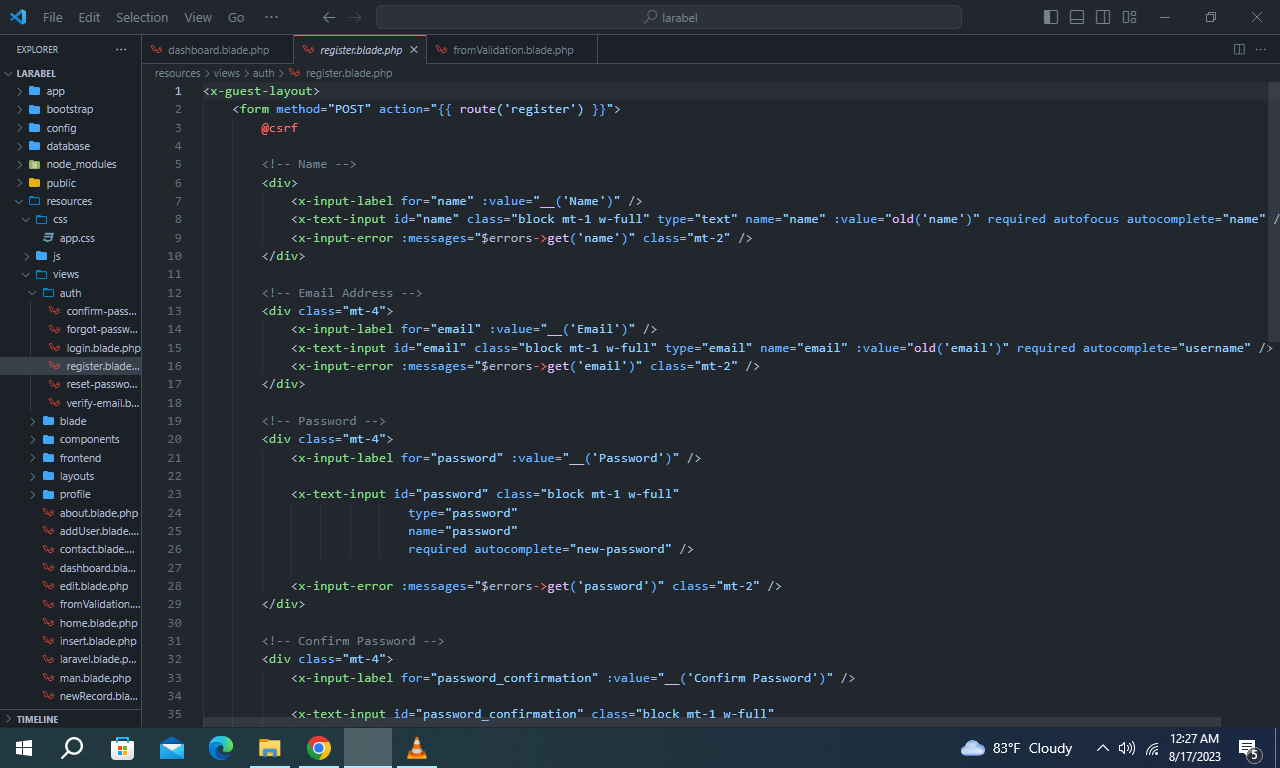 File Edit Selection View Go ··· larabel
EXPLORER ···
dashboard.blade.php register.blade.php fromValidation.blade.php ···
resources > views > auth > register.blade.php
LARABEL
app
bootstrap
config
database
node_modules
public
resources
css
app.css
js
views
auth
confirm-pass...
forgot-passw...
login.blade.php
register.blade...
reset-passwo...
verify-email.b...
blade
components
frontend
layouts
profile
about.blade.php
addUser.blade....
contact.blade....
dashboard.bla...
edit.blade.php
fromValidation....
home.blade.php
insert.blade.php
laravel.blade.p...
man.blade.php
newRecord.bla...
TIMELINE
1 <x-guest-layout>
2 <form method="POST" action="{{ route('register') }}">
3 @csrf
4
5 <!-- Name -->
6 <div>
7 <x-input-label for="name" :value="__('Name')" />
8 <x-text-input id="name" class="block mt-1 w-full" type="text" name="name" :value="old('name')" required autofocus autocomplete="name" /
9 <x-input-error :messages="$errors->get('name')" class="mt-2" />
10 </div>
11
12 <!-- Email Address -->
13 <div class="mt-4">
14 <x-input-label for="email" :value="__('Email')" />
15 <x-text-input id="email" class="block mt-1 w-full" type="email" name="email" :value="old('email')" required autocomplete="username" />
16 <x-input-error :messages="$errors->get('email')" class="mt-2" />
17 </div>
18
19 <!-- Password -->
20 <div class="mt-4">
21 <x-input-label for="password" :value="__('Password')" />
22
23 <x-text-input id="password" class="block mt-1 w-full"
24 type="password"
25 name="password"
26 required autocomplete="new-password" />
27
28 <x-input-error :messages="$errors->get('password')" class="mt-2" />
29 </div>
30
31 <!-- Confirm Password -->
32 <div class="mt-4">
33 <x-input-label for="password_confirmation" :value="__('Confirm Password')" />
34
35 <x-text-input id="password_confirmation" class="block mt-1 w-full"
83°F Cloudy
12:27 AM
8/17/2023
5